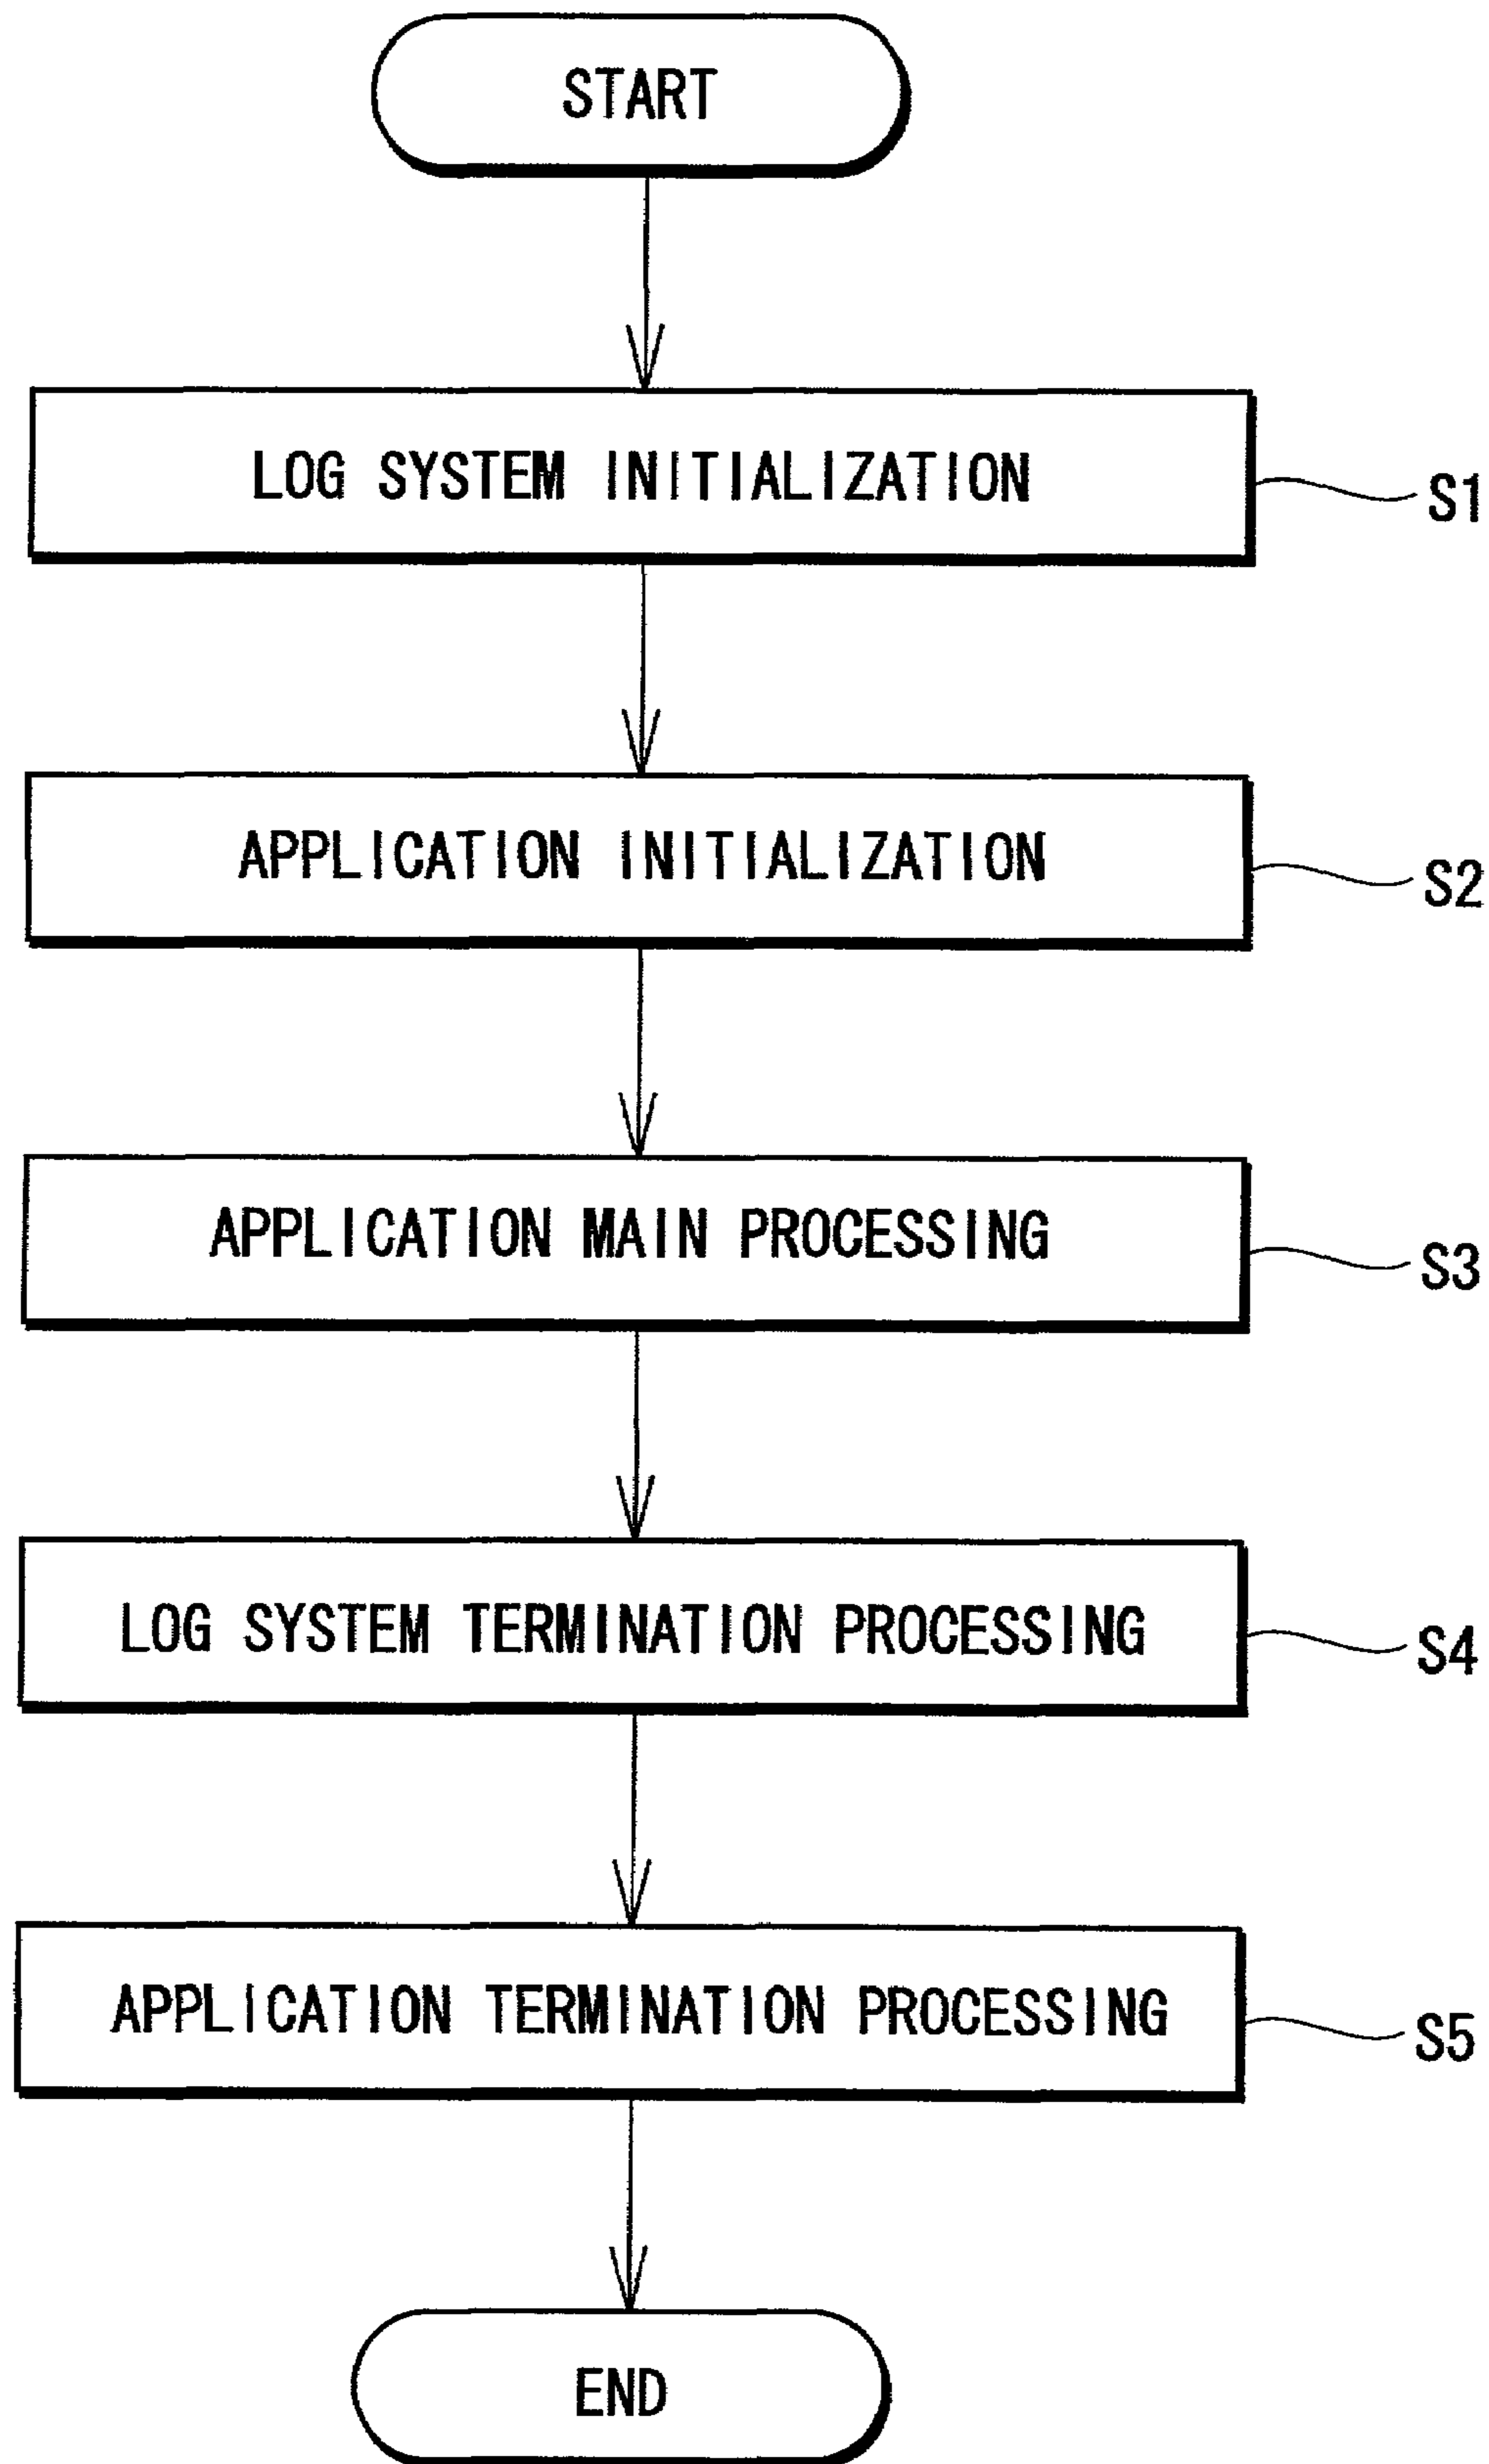 START
LOG SYSTEM INITIALIZATION
S1
APPLICATION INITIALIZATION
S2
APPLICATION MAIN PROCESSING
S3
LOG SYSTEM TERMINATION PROCESSING
S4
APPLICATION TERMINATION PROCESSING
S5
END